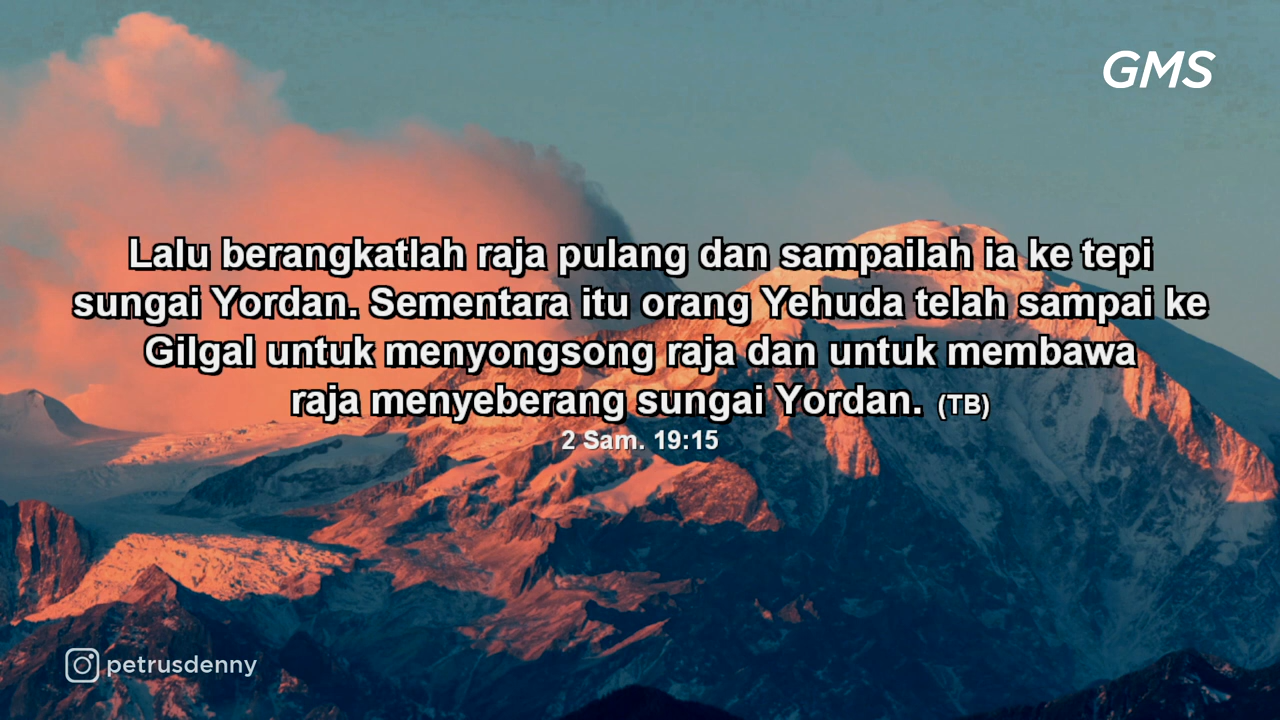 GMS
Lalu berangkatlah raja pulang dan sampailah ia ke tepi
sungai Yordan. Sementara itu orang Yehuda telah sampai ke
Gilgal untuk menyongsong raja dan untuk membawa
raja menyeberang sungai Yordan. (TB)
2 Sam. 19:15
petrusdenny